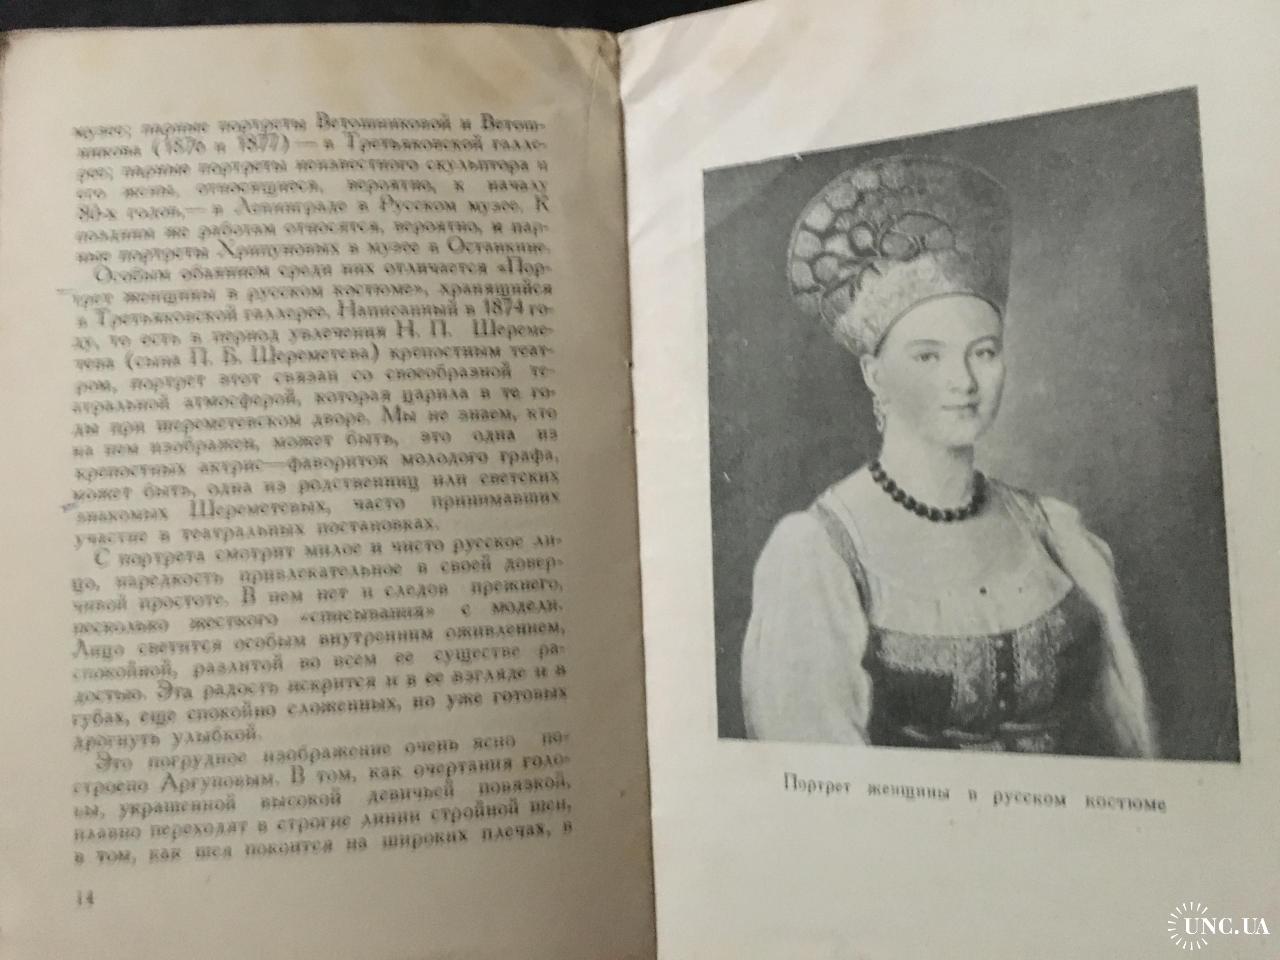 музее; парные портреты Ветошниковой и Ветош-
никова (1876 и 1877) — в Третьяковской галле-
рее; парные портреты неизвестного скульптора и
его жены, относящиеся, вероятно, к началу
80-х годов, — в Ленинграде в Русском музее. К
поздним же работам относятся, вероятно, и пар-
ные портреты Хрипуновых в музее в Останкине.
Особым обаянием среди них отличается «Пор-
трет женщины в русском костюме», хранящийся
в Третьяковской галлерее. Написанный в 1874 го-
ду, то есть в период увлечения Н. П. Шереме-
тева (сына П. Б. Шереметева) крепостным теат-
ром, портрет этот связан со своеобразной те-
атральной атмосферой, которая царила в те го-
ды при шереметевском дворе. Мы не знаем, кто
на нем изображен, может быть, это одна из
крепостных актрис—фавориток молодого графа,
может быть, одна из родственниц или светских
знакомых Шереметевых, часто принимавших
участие в театральных постановках.
С портрета смотрит милое и чисто русское ли-
цо, наредкость привлекательное в своей довер-
чивой простоте. В нем нет и следов прежнего,
несколько жесткого «списывания» с модели.
Лицо светится особым внутренним оживлением,
спокойной, разлитой во всем ее существе ра-
достью. Эта радость искрится и в ее взгляде и в
губах, еще спокойно сложенных, но уже готовых
дрогнуть улыбкой.
Это погрудное изображение очень ясно по-
строено Аргуновым. В том, как очертания голо-
вы, украшенной высокой девичьей повязкой,
плавно переходят в строгие линии стройной шеи,
в том, как шея покоится на широких плечах, в
14
Портрет женщины в русском костюме
UNC.UA